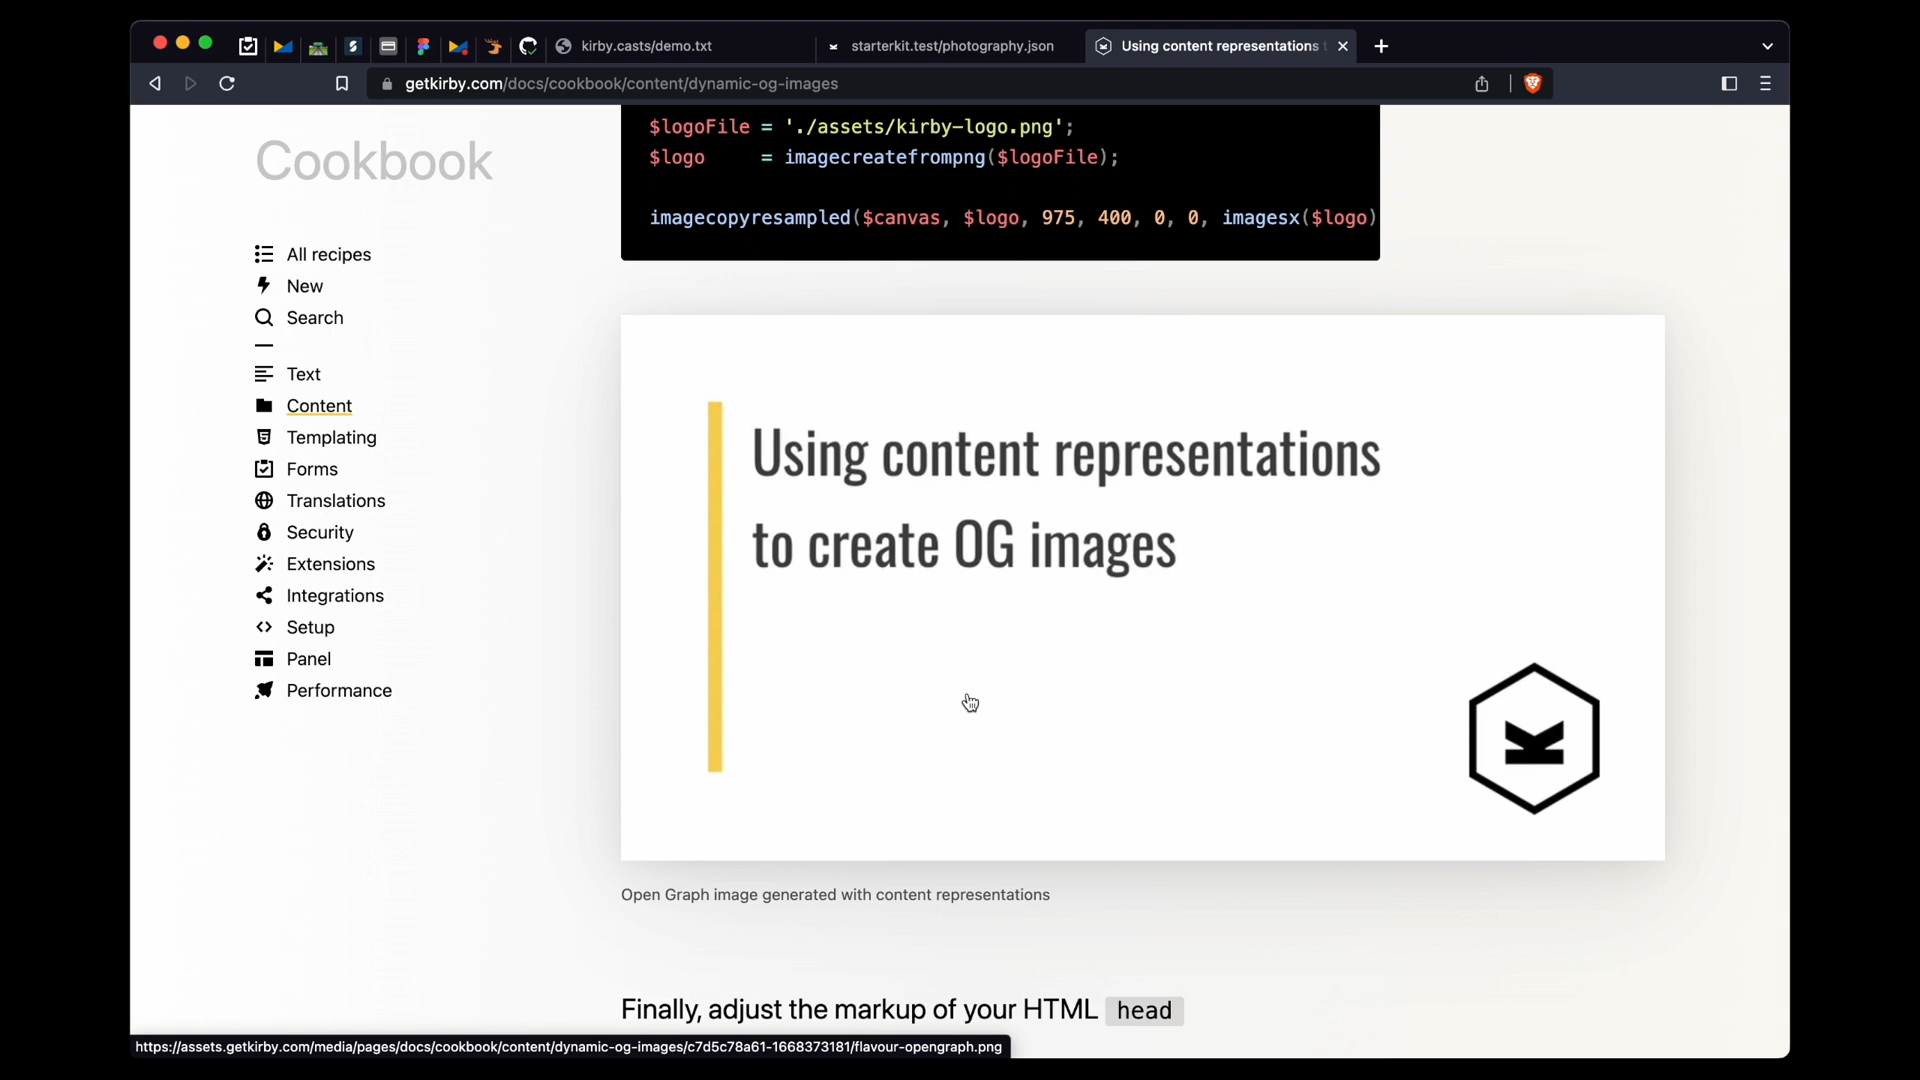 kirby.casts/demo.txt
starterkit.test/photography.json
Using content representations
getkirby.com/docs/cookbook/content/dynamic-og-images
Cookbook
All recipes
New
Search
Text
Content
Templating
Forms
Translations
Security
Extensions
Integrations
Setup
Panel
Performance
$logoFile = './assets/kirby-logo.png';
$logo = imagecreatefrompng($logoFile);
imagecopyresampled($canvas, $logo, 975, 400, 0, 0, imagesx($logo)
Using content representations
to create OG images
Open Graph image generated with content representations
Finally, adjust the markup of your HTML head
https://assets.getkirby.com/media/pages/docs/cookbook/content/dynamic-og-images/c7d5c78a61-1668373181/flavour-opengraph.png